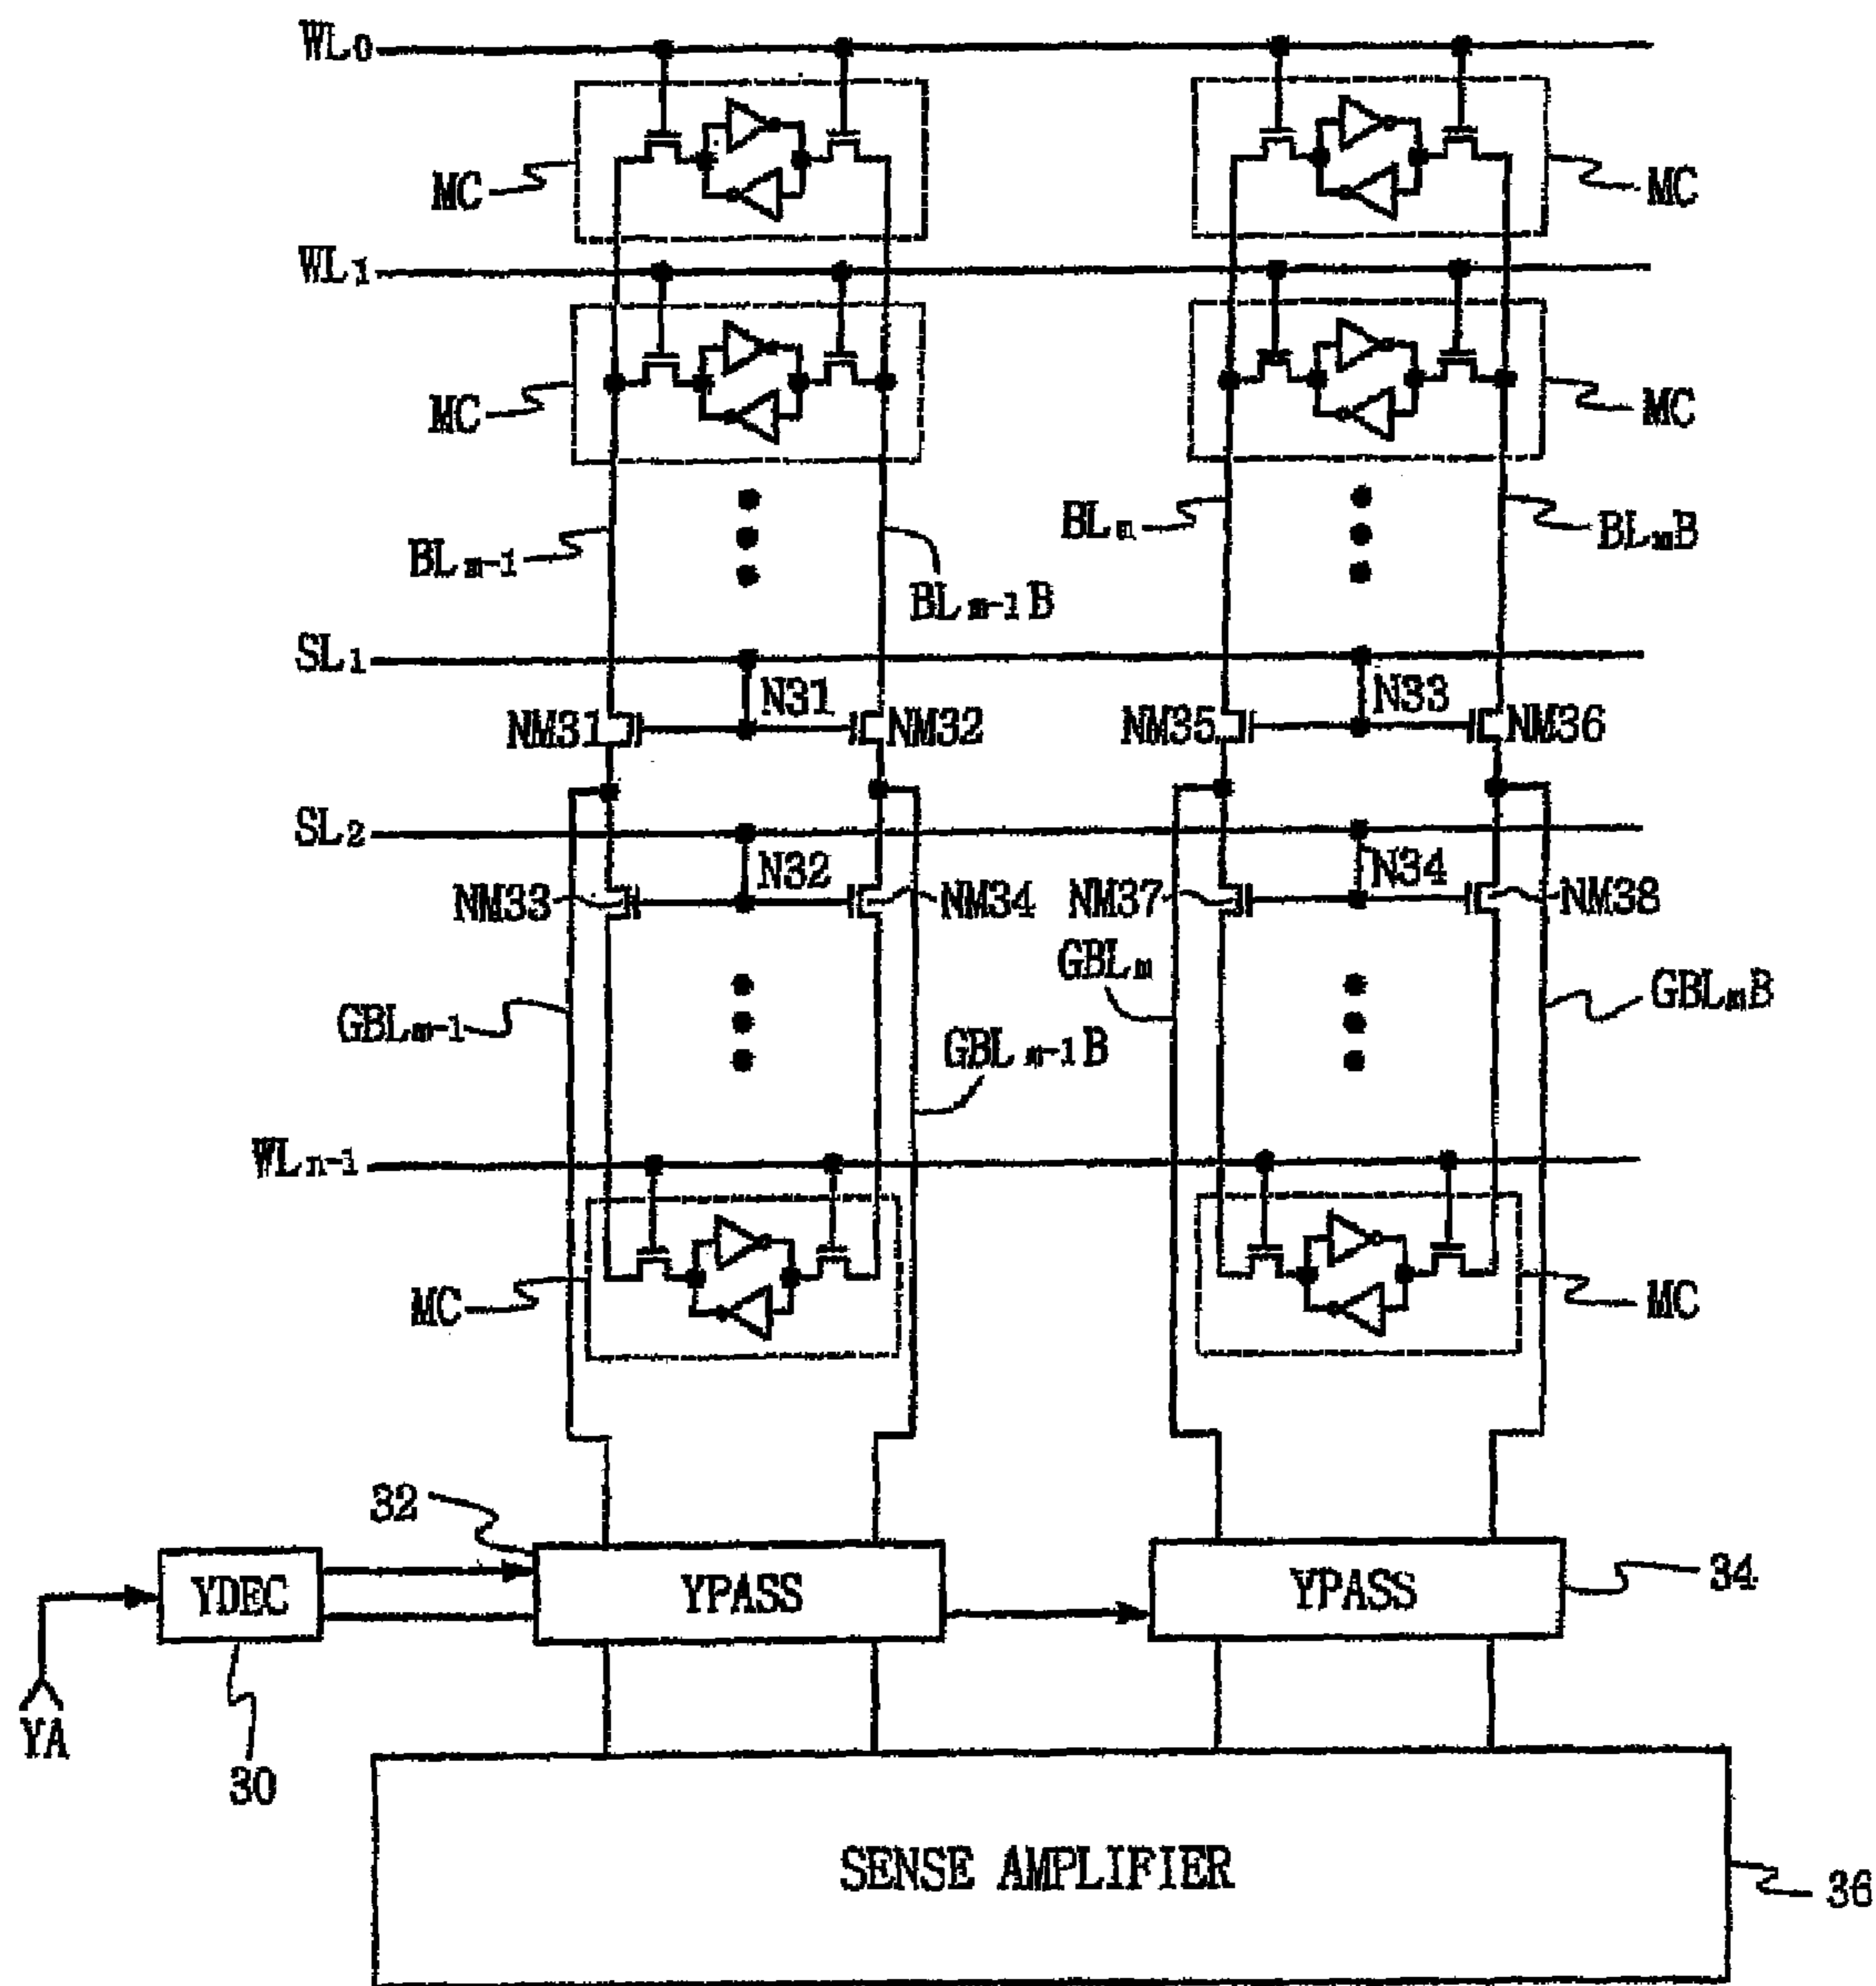 WL0
MC MC
WL1
MC MC
BLm-1 BLm-1B BLm BLmB
SL1
N31 N33
NM31 NM32 NM35 NM36
SL2
N32 N34
NM33 NM34 NM37 NM38
GBLm-1 GBLm-1B GBLm GBLmB
WLn-1
MC MC
32
YDEC YPASS YPASS 34
YA
30
SENSE AMPLIFIER 36